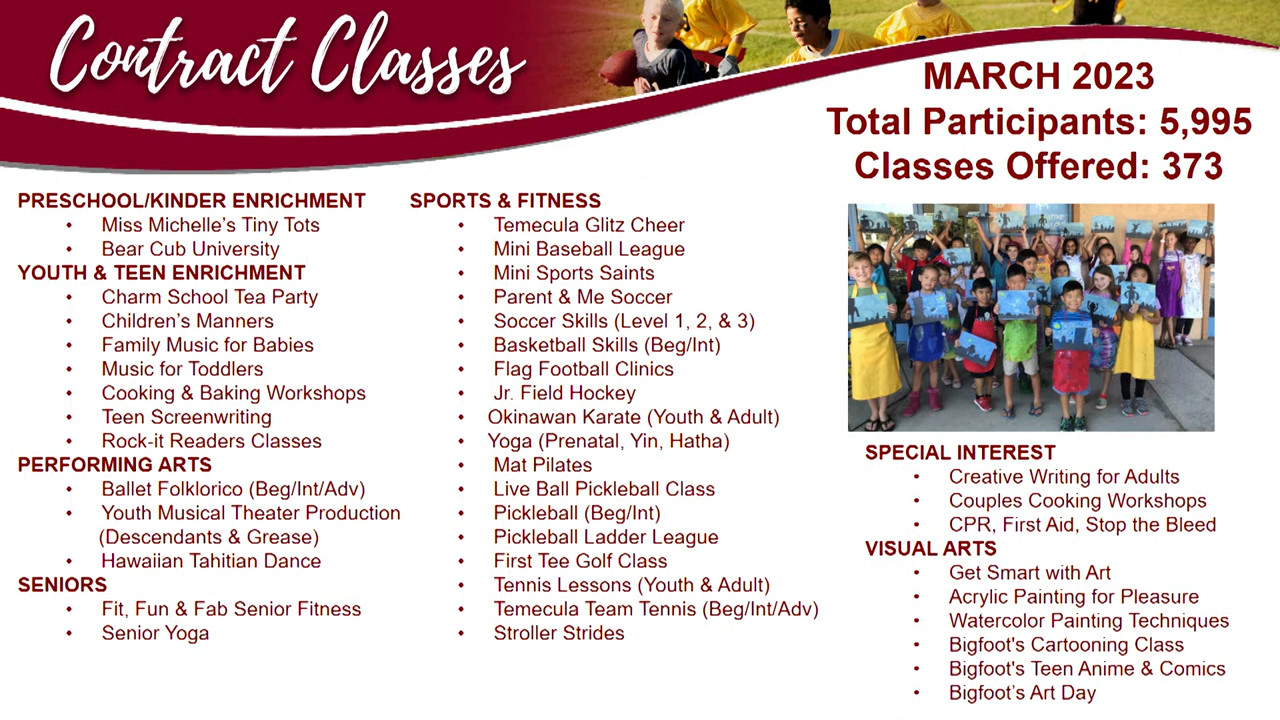 Contract Classes
MARCH 2023
Total Participants: 5,995
Classes Offered: 373
PRESCHOOL/KINDER ENRICHMENT
• Miss Michelle's Tiny Tots
• Bear Cub University
YOUTH & TEEN ENRICHMENT
• Charm School Tea Party
• Children's Manners
• Family Music for Babies
• Music for Toddlers
• Cooking & Baking Workshops
• Teen Screenwriting
• Rock-it Readers Classes
PERFORMING ARTS
• Ballet Folklorico (Beg/Int/Adv)
• Youth Musical Theater Production
(Descendants & Grease)
• Hawaiian Tahitian Dance
SENIORS
• Fit, Fun & Fab Senior Fitness
• Senior Yoga
SPORTS & FITNESS
• Temecula Glitz Cheer
• Mini Baseball League
• Mini Sports Saints
• Parent & Me Soccer
• Soccer Skills (Level 1, 2, & 3)
• Basketball Skills (Beg/Int)
• Flag Football Clinics
• Jr. Field Hockey
• Okinawan Karate (Youth & Adult)
• Yoga (Prenatal, Yin, Hatha)
• Mat Pilates
• Live Ball Pickleball Class
• Pickleball (Beg/Int)
• Pickleball Ladder League
• First Tee Golf Class
• Tennis Lessons (Youth & Adult)
• Temecula Team Tennis (Beg/Int/Adv)
• Stroller Strides
SPECIAL INTEREST
• Creative Writing for Adults
• Couples Cooking Workshops
• CPR, First Aid, Stop the Bleed
VISUAL ARTS
• Get Smart with Art
• Acrylic Painting for Pleasure
• Watercolor Painting Techniques
• Bigfoot's Cartooning Class
• Bigfoot's Teen Anime & Comics
• Bigfoot's Art Day